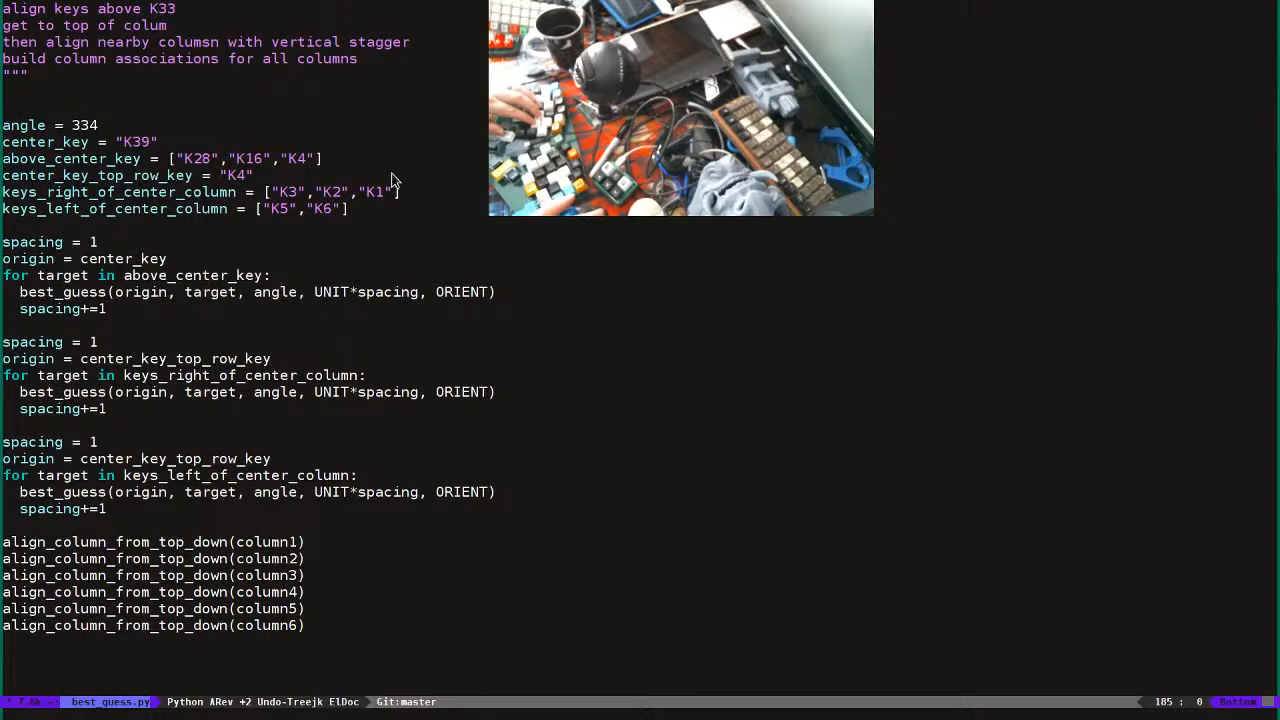 align keys above K33
get to top of colum
then align nearby columsn with vertical stagger
build column associations for all columns
"""
angle = 334
center_key = "K39"
above_center_key = ["K28","K16","K4"]
center_key_top_row_key = "K4"
keys_right_of_center_column = ["K3","K2","K1"]
keys_left_of_center_column = ["K5","K6"]
spacing = 1
origin = center_key
for target in above_center_key:
  best_guess(origin, target, angle, UNIT*spacing, ORIENT)
  spacing+=1
spacing = 1
origin = center_key_top_row_key
for target in keys_right_of_center_column:
  best_guess(origin, target, angle, UNIT*spacing, ORIENT)
  spacing+=1
spacing = 1
origin = center_key_top_row_key
for target in keys_left_of_center_column:
  best_guess(origin, target, angle, UNIT*spacing, ORIENT)
  spacing+=1
align_column_from_top_down(column1)
align_column_from_top_down(column2)
align_column_from_top_down(column3)
align_column_from_top_down(column4)
align_column_from_top_down(column5)
align_column_from_top_down(column6)
* 7.0k best_guess.py Python ARev +2 Undo-Treejk ElDoc Git:master 185 : 0 Bottom